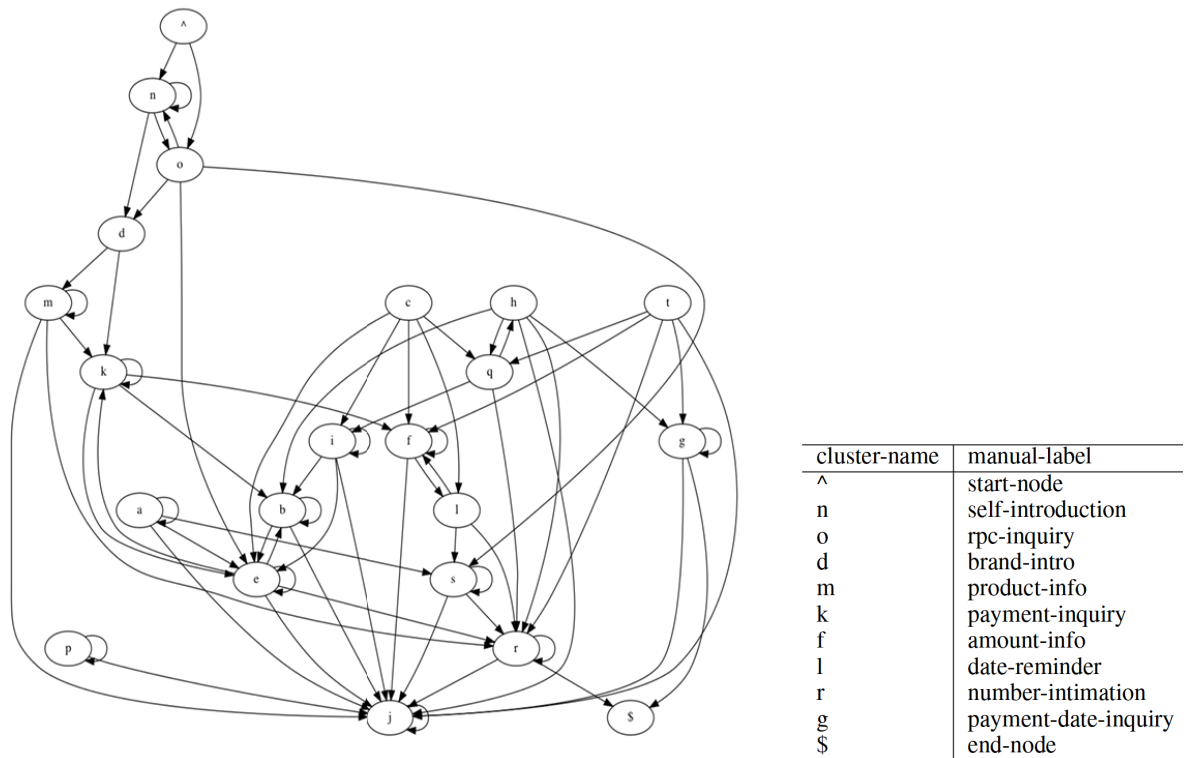 ^
n
o
d
m
c
h
t
k
q
i
f
g
a
b
l
e
s
p
r
j
$
cluster-name manual-label
^ start-node
n self-introduction
o rpc-inquiry
d brand-intro
m product-info
k payment-inquiry
f amount-info
l date-reminder
r number-intimation
g payment-date-inquiry
$ end-node